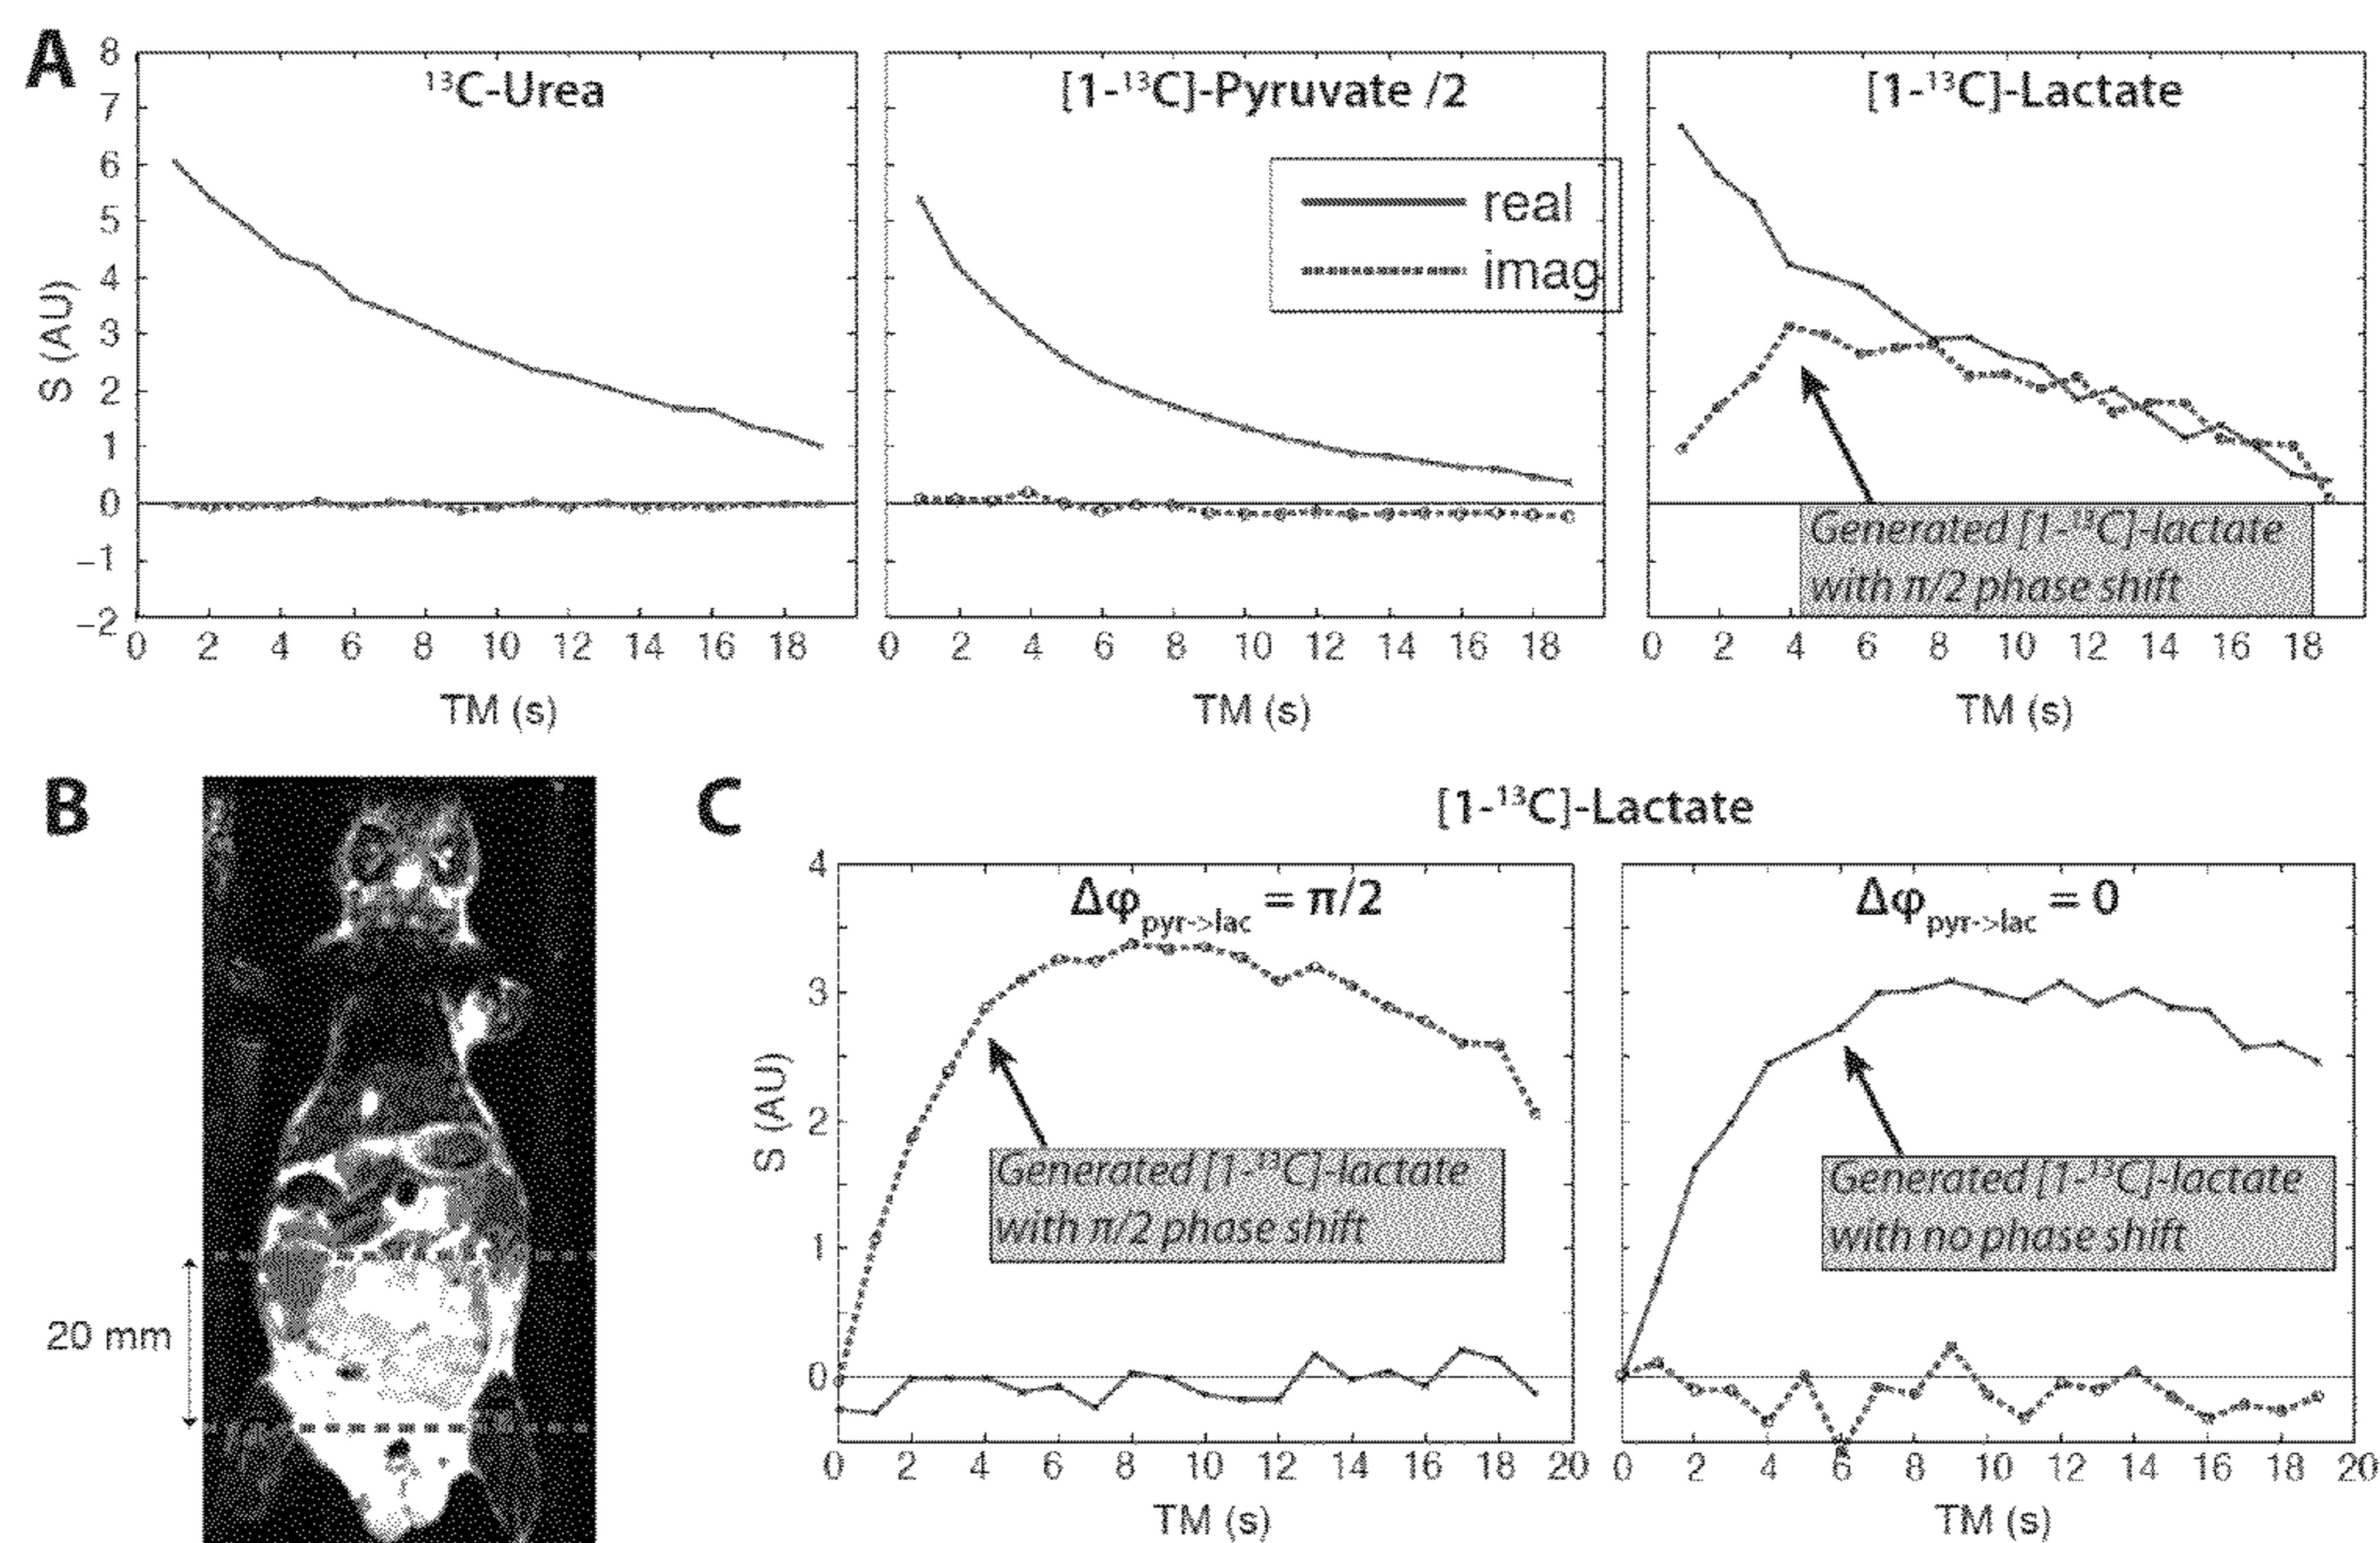 A
¹³C-Urea
[1-¹³C]-Pyruvate /2
[1-¹³C]-Lactate
real
imag
S (AU)
8
7
6
5
4
3
2
1
0
−1
−2
Generated [1-¹³C]-lactate
with π/2 phase shift
0 2 4 6 8 10 12 14 16 18
0 2 4 6 8 10 12 14 16 18
0 2 4 6 8 10 12 14 16 18
TM (s)
TM (s)
TM (s)
B
20 mm
C
[1-¹³C]-Lactate
Δφpyr->lac = π/2
Δφpyr->lac = 0
S (AU)
4
3
2
1
0
Generated [1-¹³C]-lactate
with π/2 phase shift
Generated [1-¹³C]-lactate
with no phase shift
0 2 4 6 8 10 12 14 16 18 20
0 2 4 6 8 10 12 14 16 18 20
TM (s)
TM (s)